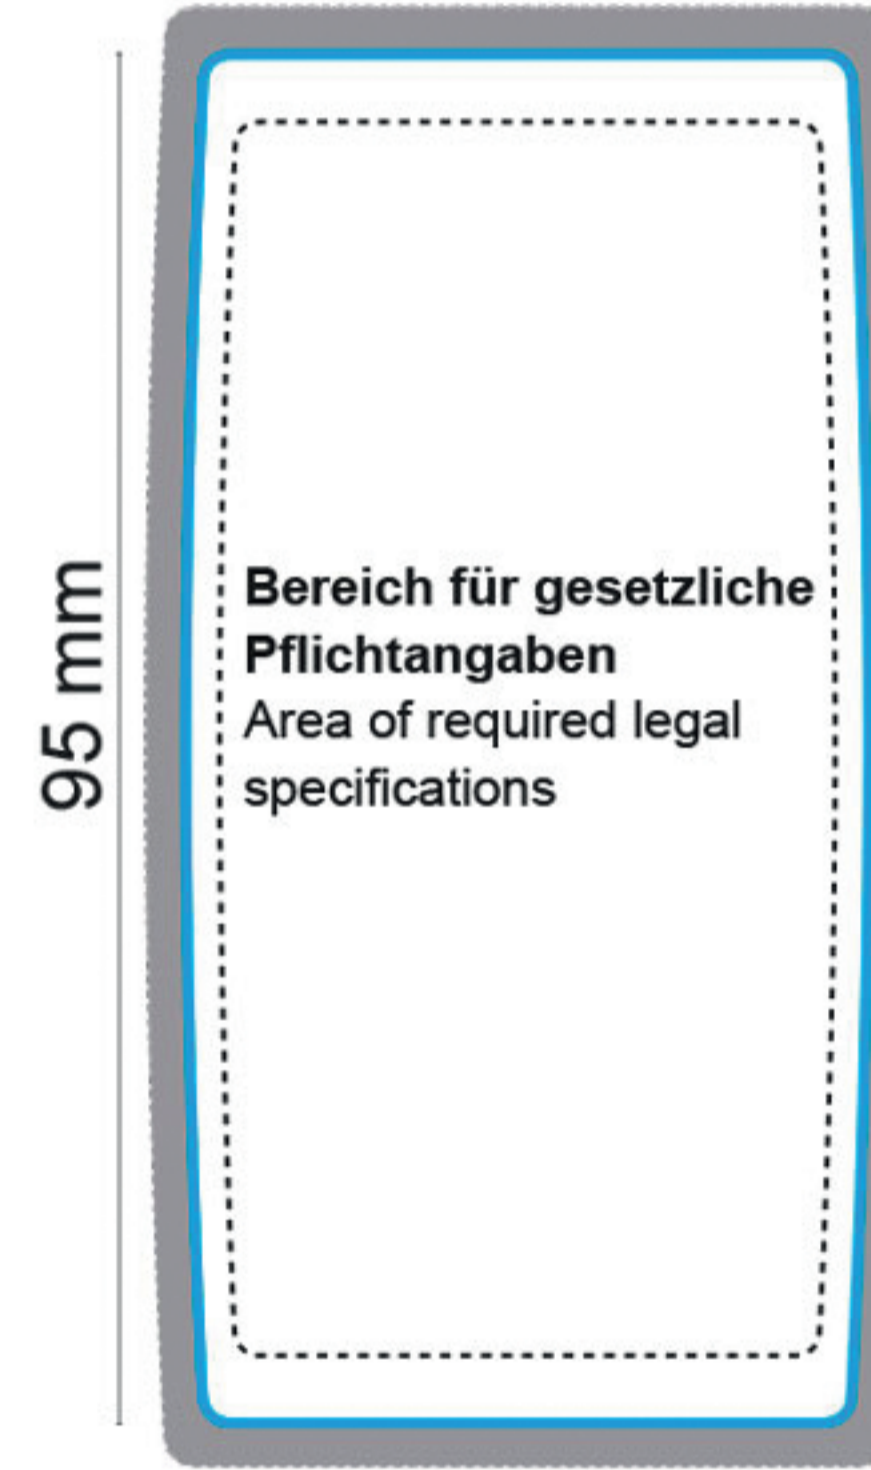 95 mm
Bereich für gesetzliche
Pflichtangaben
Area of required legal
specifications